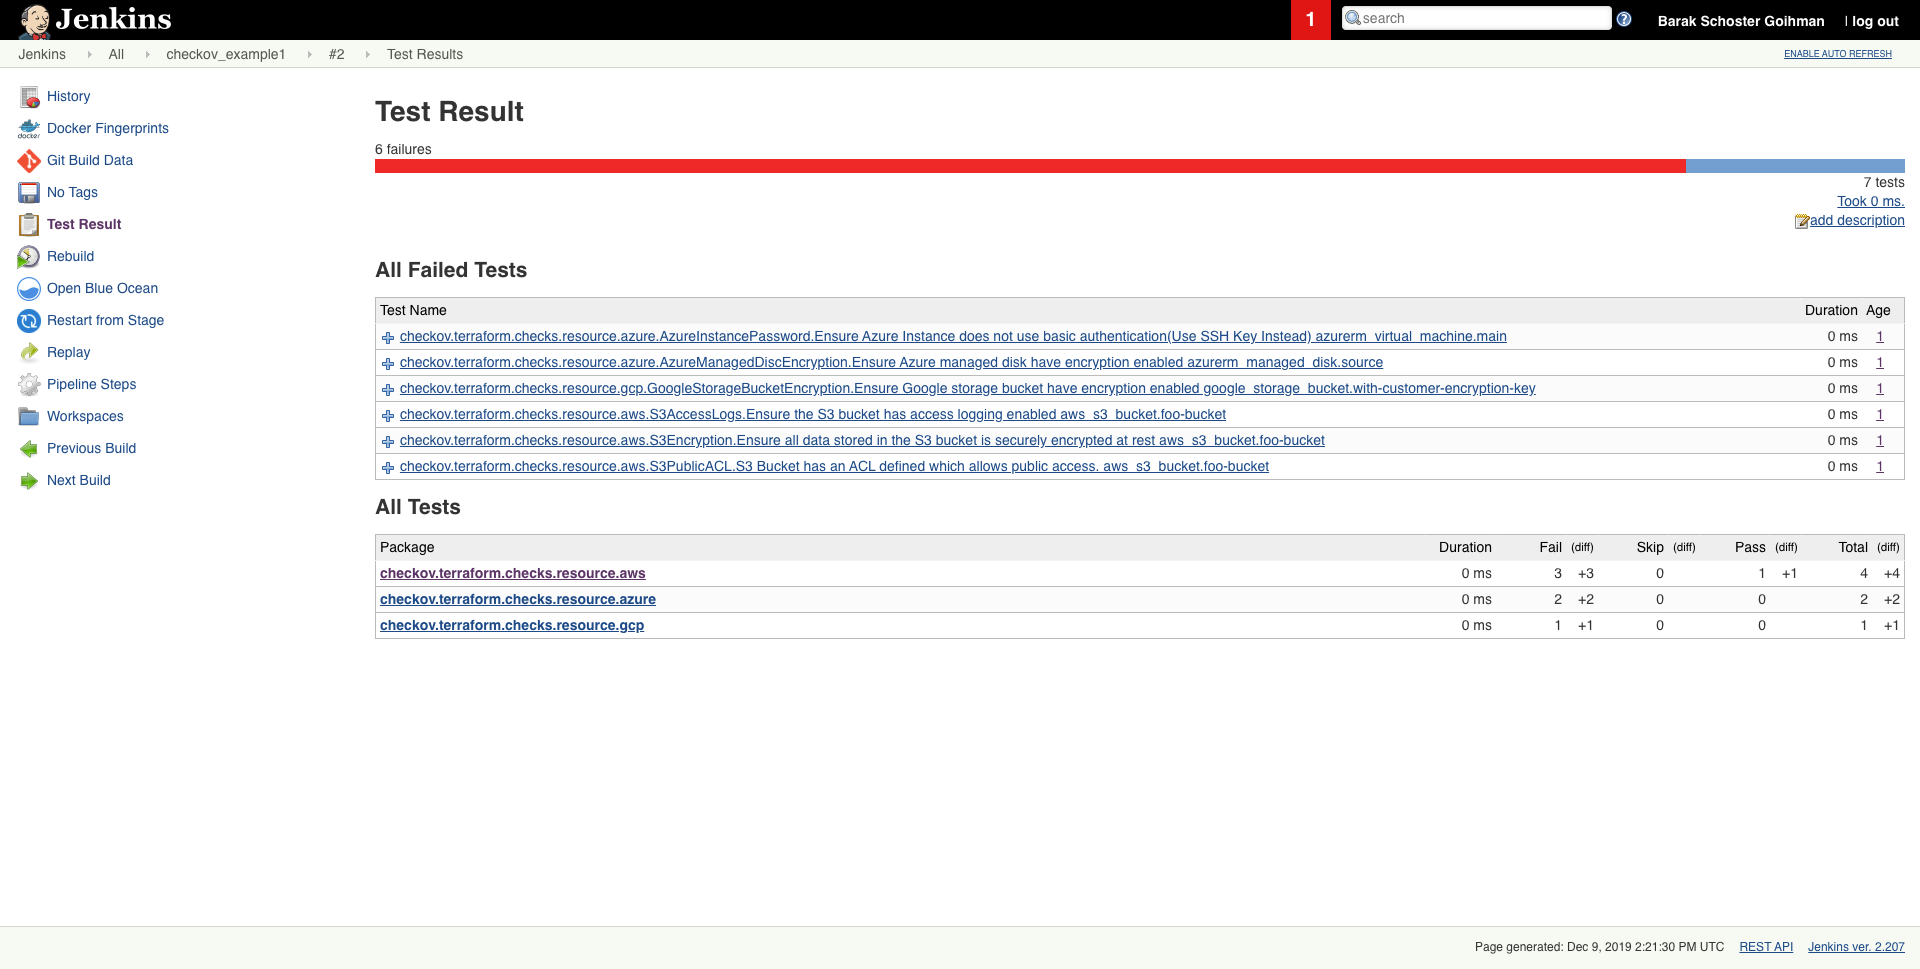 Jenkins
1
search
Barak Schoster Goihman
| log out
Jenkins All checkov_example1 #2 Test Results
ENABLE AUTO REFRESH
History
Docker Fingerprints
Git Build Data
No Tags
Test Result
Rebuild
Open Blue Ocean
Restart from Stage
Replay
Pipeline Steps
Workspaces
Previous Build
Next Build
Test Result
6 failures
7 tests
Took 0 ms.
add description
All Failed Tests
Test Name Duration Age
checkov.terraform.checks.resource.azure.AzureInstancePassword.Ensure Azure Instance does not use basic authentication(Use SSH Key Instead) azurerm_virtual_machine.main 0 ms 1
checkov.terraform.checks.resource.azure.AzureManagedDiscEncryption.Ensure Azure managed disk have encryption enabled azurerm_managed_disk.source 0 ms 1
checkov.terraform.checks.resource.gcp.GoogleStorageBucketEncryption.Ensure Google storage bucket have encryption enabled google_storage_bucket.with-customer-encryption-key 0 ms 1
checkov.terraform.checks.resource.aws.S3AccessLogs.Ensure the S3 bucket has access logging enabled aws_s3_bucket.foo-bucket 0 ms 1
checkov.terraform.checks.resource.aws.S3Encryption.Ensure all data stored in the S3 bucket is securely encrypted at rest aws_s3_bucket.foo-bucket 0 ms 1
checkov.terraform.checks.resource.aws.S3PublicACL.S3 Bucket has an ACL defined which allows public access. aws_s3_bucket.foo-bucket 0 ms 1
All Tests
Package Duration Fail (diff) Skip (diff) Pass (diff) Total (diff)
checkov.terraform.checks.resource.aws 0 ms 3 +3 0 1 +1 4 +4
checkov.terraform.checks.resource.azure 0 ms 2 +2 0 0 2 +2
checkov.terraform.checks.resource.gcp 0 ms 1 +1 0 0 1 +1
Page generated: Dec 9, 2019 2:21:30 PM UTC REST API Jenkins ver. 2.207